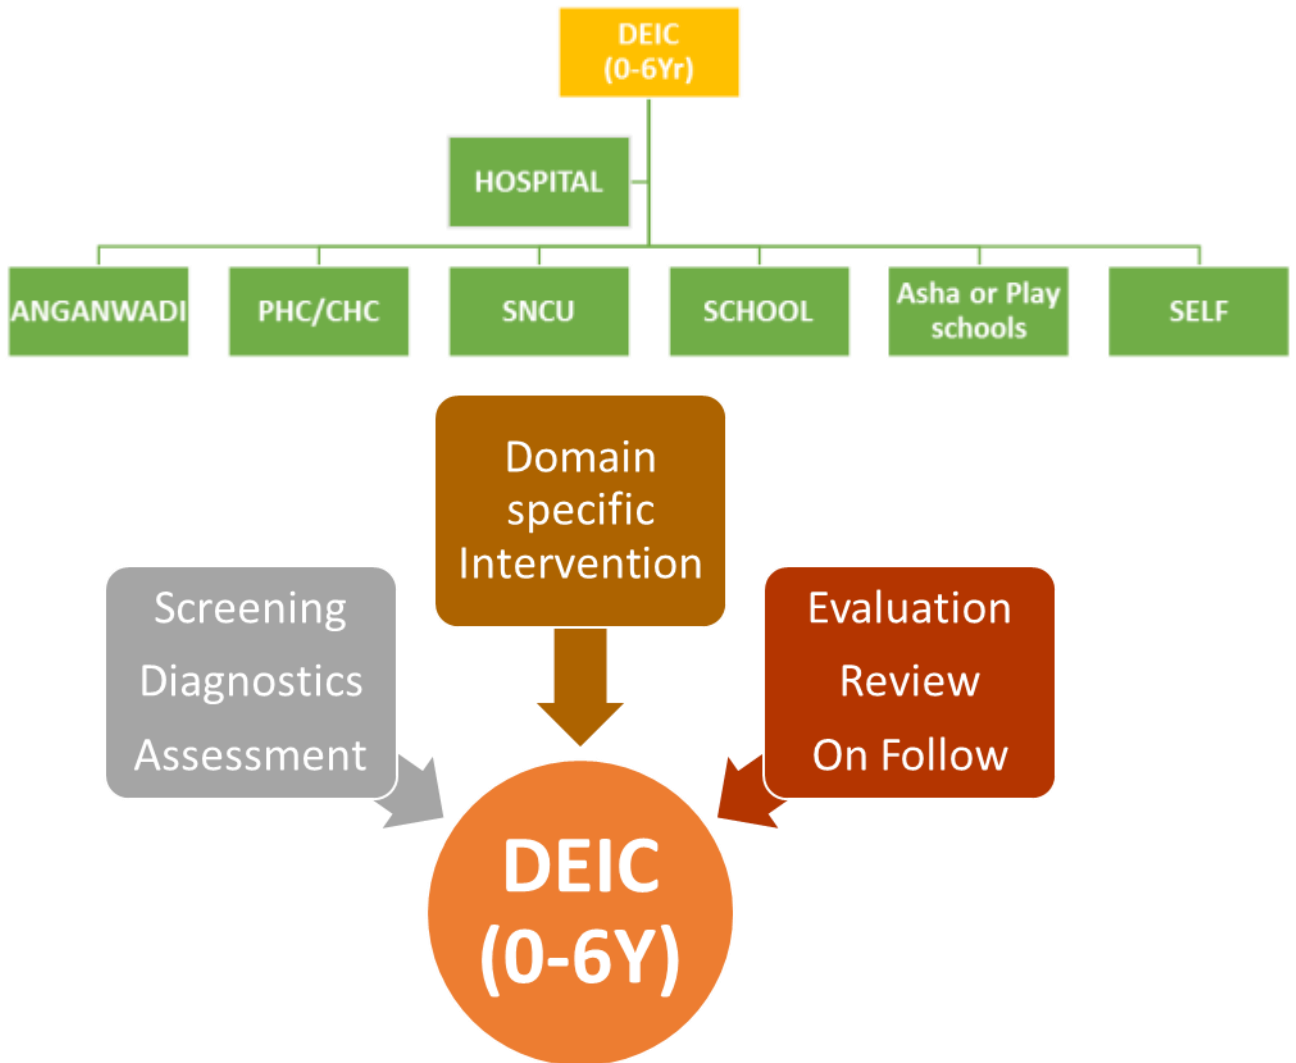 DEIC
(0-6Yr)
HOSPITAL
ANGANWADI
PHC/CHC
SNCU
SCHOOL
Asha or Play
schools
SELF
Domain
specific
Intervention
Screening
Diagnostics
Assessment
Evaluation
Review
On Follow
DEIC
(0-6Y)